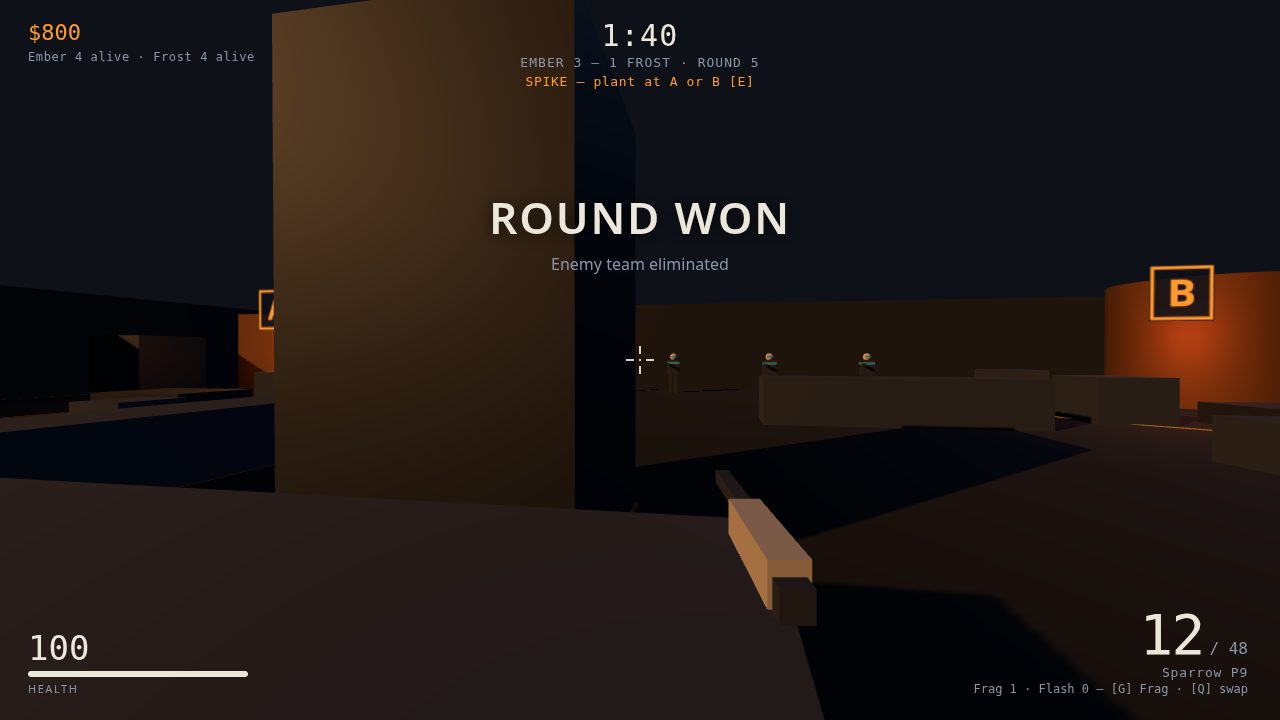 $800
Ember 4 alive · Frost 4 alive
1:40
EMBER 3 — 1 FROST · ROUND 5
SPIKE — plant at A or B [E]
ROUND WON
Enemy team eliminated
A
B
100
HEALTH
12 / 48
Sparrow P9
Frag 1 · Flash 0 — [G] Frag · [Q] swap